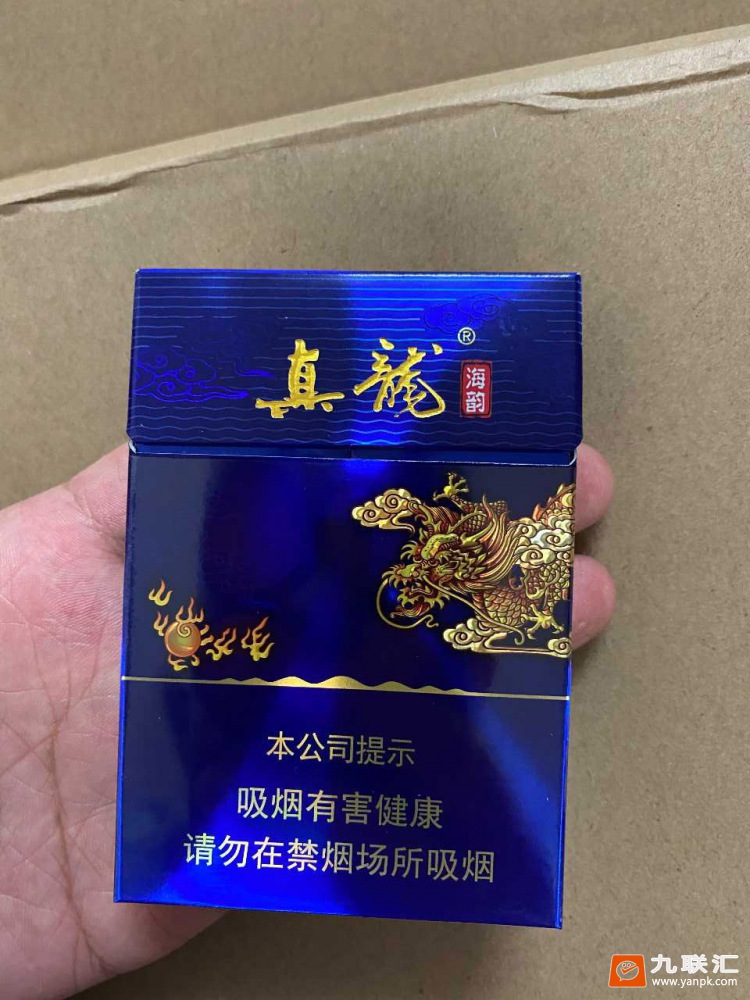 真龍®
海韵
本公司提示
吸烟有害健康
请勿在禁烟场所吸烟
九联汇
www.yanpk.com